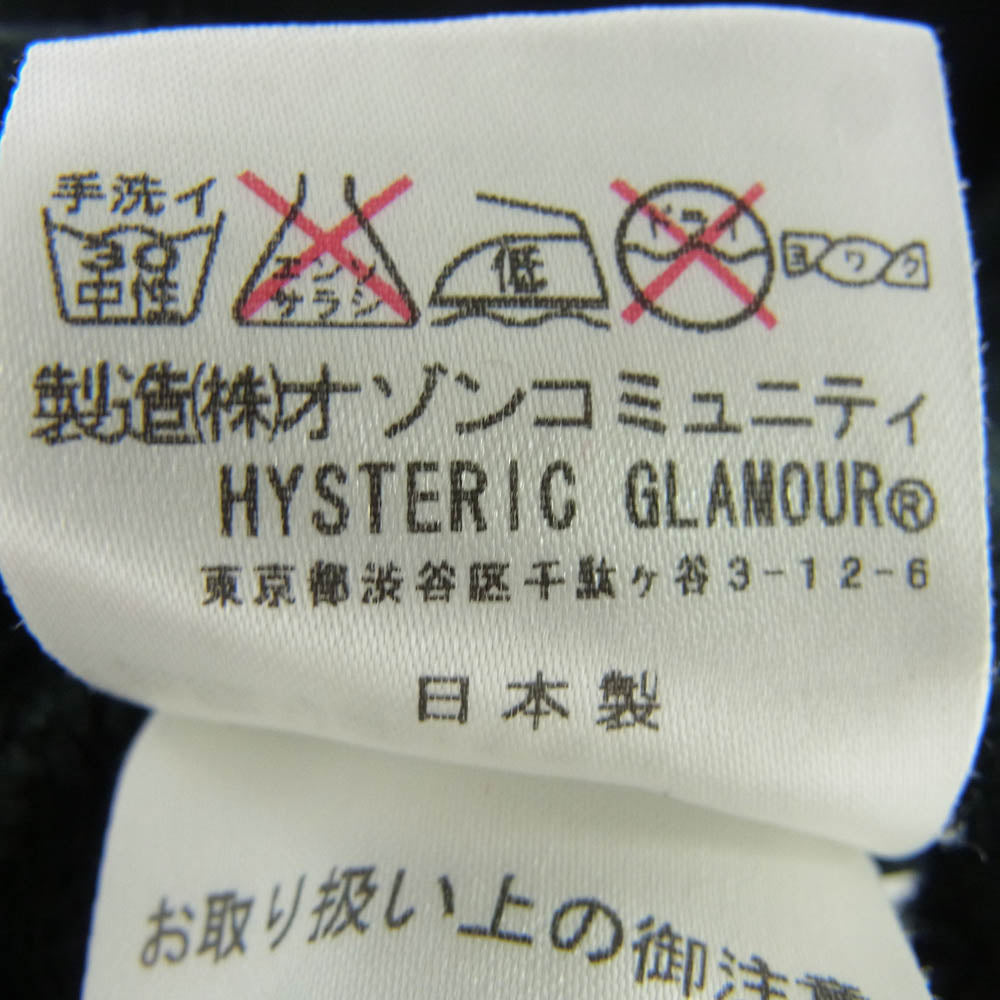 手洗イ
30
中性
エンソ
サラシ
低
ドライ
ヨワク
製造(株)オゾンコミュニティ
HYSTERIC GLAMOUR®
東京都渋谷区千駄ヶ谷3-12-6
日本製
お取り扱い上の御注意